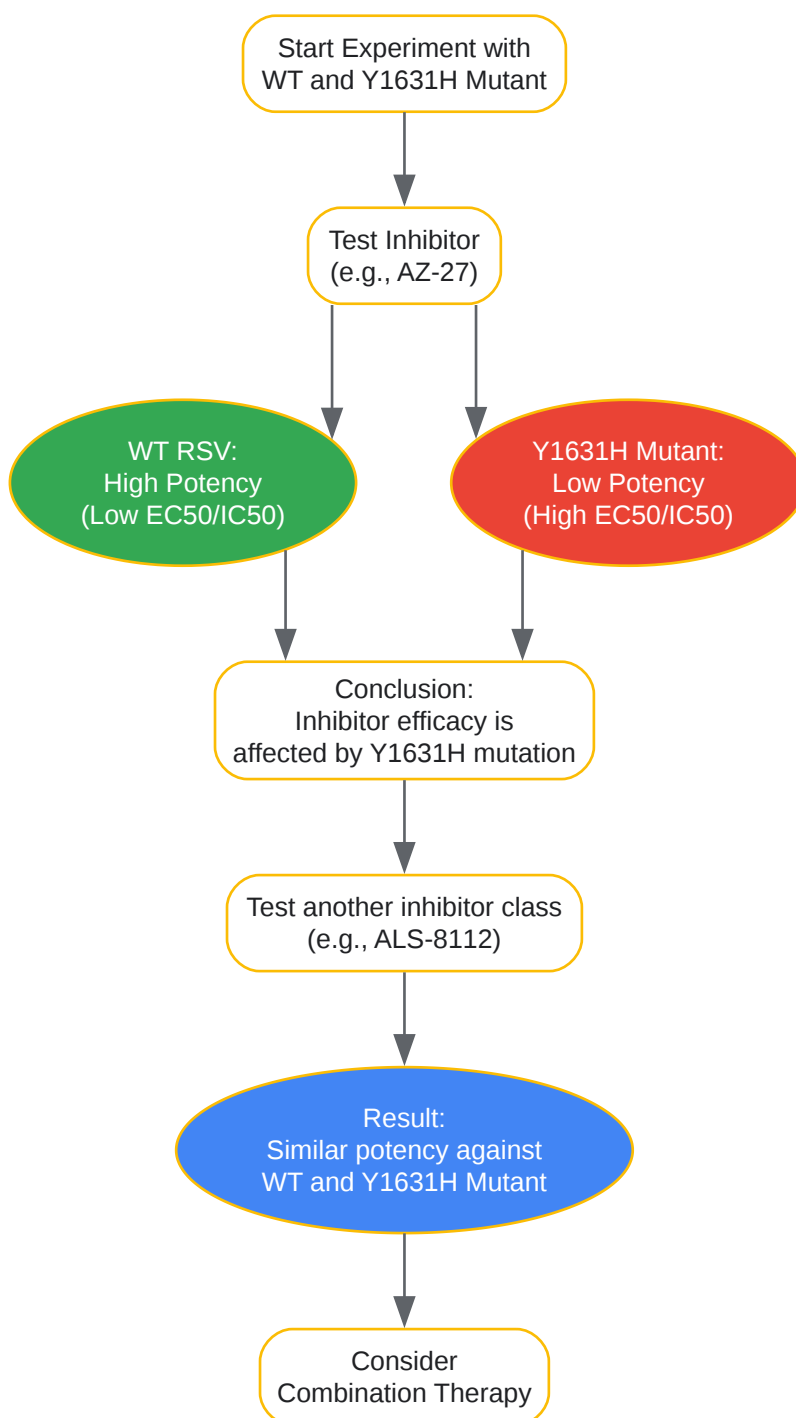 Start Experiment with
WT and Y1631H Mutant
Test Inhibitor
(e.g., AZ-27)
WT RSV:
High Potency
(Low EC50/IC50)
Y1631H Mutant:
Low Potency
(High EC50/IC50)
Conclusion:
Inhibitor efficacy is
affected by Y1631H mutation
Test another inhibitor class
(e.g., ALS-8112)
Result:
Similar potency against
WT and Y1631H Mutant
Consider
Combination Therapy